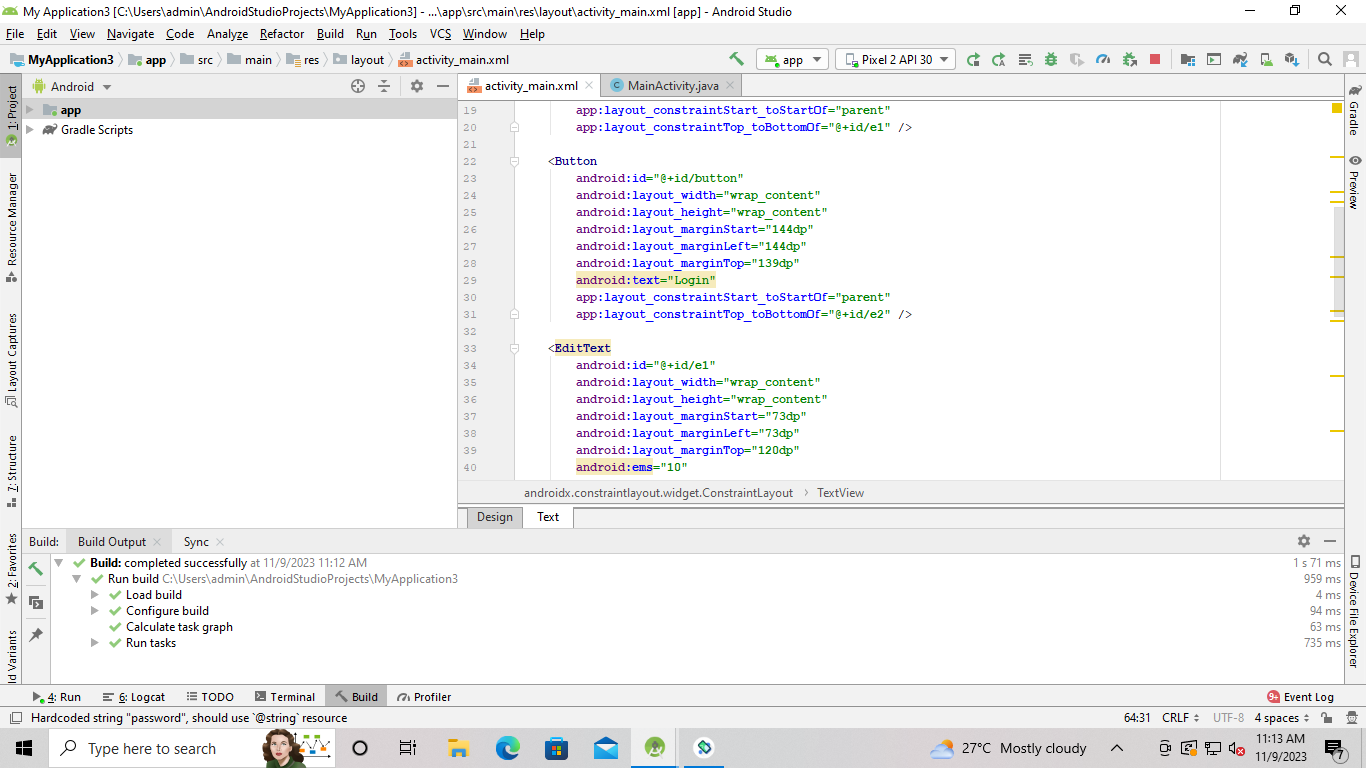 My Application3 [C:\Users\admin\AndroidStudioProjects\MyApplication3] - ...\app\src\main\res\layout\activity_main.xml [app] - Android Studio
File Edit View Navigate Code Analyze Refactor Build Run Tools VCS Window Help
MyApplication3 app src main res layout activity_main.xml app Pixel 2 API 30
1: Project
Resource Manager
Layout Captures
7: Structure
2: Favorites
ld Variants
Android
app
Gradle Scripts
activity_main.xml MainActivity.java
19 app:layout_constraintStart_toStartOf="parent"
20 app:layout_constraintTop_toBottomOf="@+id/e1" />
21
22 <Button
23 android:id="@+id/button"
24 android:layout_width="wrap_content"
25 android:layout_height="wrap_content"
26 android:layout_marginStart="144dp"
27 android:layout_marginLeft="144dp"
28 android:layout_marginTop="139dp"
29 android:text="Login"
30 app:layout_constraintStart_toStartOf="parent"
31 app:layout_constraintTop_toBottomOf="@+id/e2" />
32
33 <EditText
34 android:id="@+id/e1"
35 android:layout_width="wrap_content"
36 android:layout_height="wrap_content"
37 android:layout_marginStart="73dp"
38 android:layout_marginLeft="73dp"
39 android:layout_marginTop="120dp"
40 android:ems="10"
androidx.constraintlayout.widget.ConstraintLayout › TextView
Design Text
Gradle
Preview
Device File Explorer
Build: Build Output Sync
Build: completed successfully at 11/9/2023 11:12 AM 1 s 71 ms
Run build C:\Users\admin\AndroidStudioProjects\MyApplication3 959 ms
Load build 4 ms
Configure build 94 ms
Calculate task graph 63 ms
Run tasks 735 ms
4: Run 6: Logcat TODO Terminal Build Profiler 9+ Event Log
Hardcoded string "password", should use `@string` resource 64:31 CRLF UTF-8 4 spaces
Type here to search 27°C Mostly cloudy 11:13 AM
11/9/2023 7